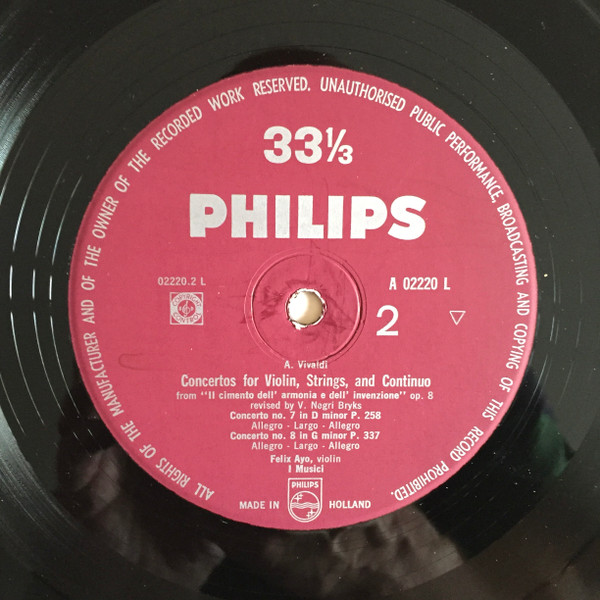 ALL RIGHTS OF THE MANUFACTURER AND OF THE OWNER OF THE RECORDED WORK RESERVED. UNAUTHORISED PUBLIC PERFORMANCE, BROADCASTING AND COPYING OF THIS RECORD PROHIBITED.
33⅓
PHILIPS
02220.2 L
A 02220 L
COPYRIGHT CONTROL
2
A. Vivaldi
Concertos for Violin, Strings, and Continuo
from "Il cimento dell' armonia e dell' invenzione" op. 8
revised by V. Negri Bryks
Concerto no. 7 in D minor P. 258
Allegro - Largo - Allegro
Concerto no. 8 in G minor P. 337
Allegro - Largo - Allegro
Felix Ayo, violin
I Musici
MADE IN
PHILIPS
HOLLAND